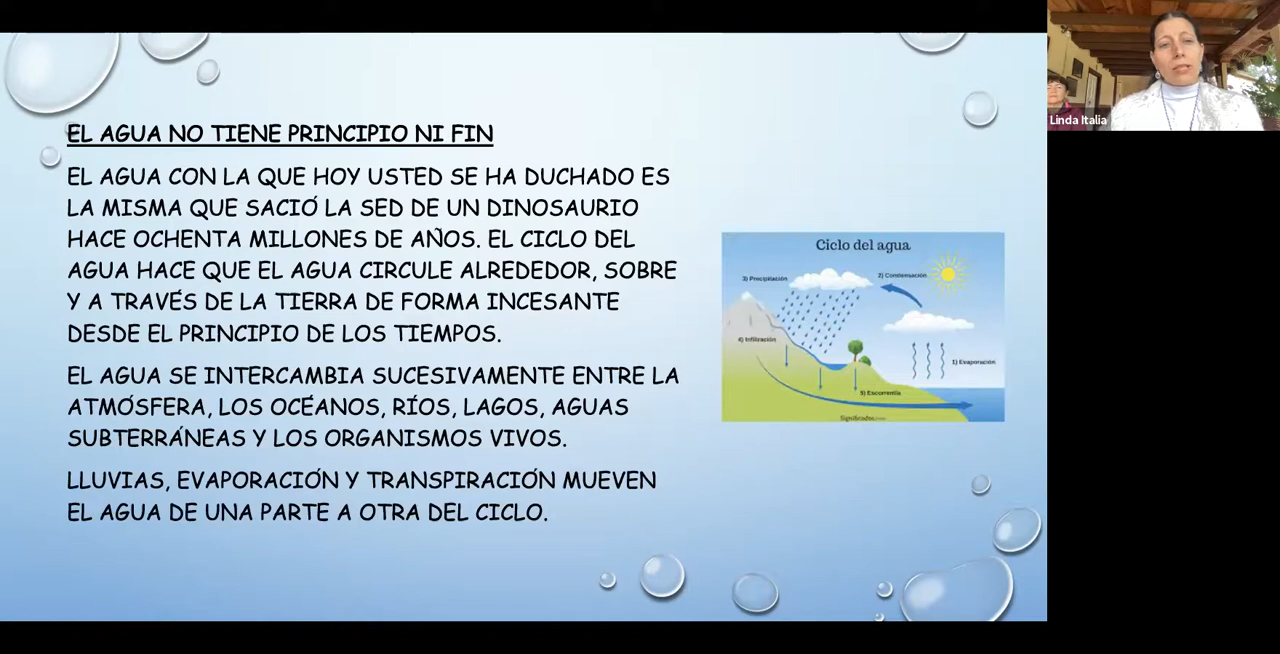 EL AGUA NO TIENE PRINCIPIO NI FIN
EL AGUA CON LA QUE HOY USTED SE HA DUCHADO ES
LA MISMA QUE SACIÓ LA SED DE UN DINOSAURIO
HACE OCHENTA MILLONES DE AÑOS. EL CICLO DEL
AGUA HACE QUE EL AGUA CIRCULE ALREDEDOR, SOBRE
Y A TRAVÉS DE LA TIERRA DE FORMA INCESANTE
DESDE EL PRINCIPIO DE LOS TIEMPOS.
EL AGUA SE INTERCAMBIA SUCESIVAMENTE ENTRE LA
ATMÓSFERA, LOS OCÉANOS, RÍOS, LAGOS, AGUAS
SUBTERRÁNEAS Y LOS ORGANISMOS VIVOS.
LLUVIAS, EVAPORACIÓN Y TRANSPIRACIÓN MUEVEN
EL AGUA DE UNA PARTE A OTRA DEL CICLO.
Ciclo del agua
3) Precipitación
2) Condensación
4) Infiltración
1) Evaporación
5) Escorrentía
Significados
Linda Italia